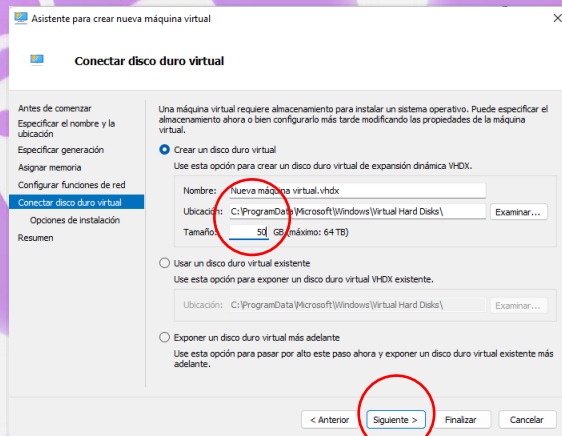 Asistente para crear nueva máquina virtual
Conectar disco duro virtual
Antes de comenzar
Especificar el nombre y la
ubicación
Especificar generación
Asignar memoria
Configurar funciones de red
Conectar disco duro virtual
Opciones de instalación
Resumen
Una máquina virtual requiere almacenamiento para instalar un sistema operativo. Puede especificar el
almacenamiento ahora o bien configurarlo más tarde modificando las propiedades de la máquina
virtual.
Crear un disco duro virtual
Use esta opción para crear un disco duro virtual de expansión dinámica VHDX.
Nombre: Nueva máquina virtual.vhdx
Ubicación: C:\ProgramData\Microsoft\Windows\Virtual Hard Disks\ Examinar...
Tamaño: 50 GB (máximo: 64 TB)
Usar un disco duro virtual existente
Use esta opción para exponer un disco duro virtual VHDX existente.
Ubicación: C:\ProgramData\Microsoft\Windows\Virtual Hard Disks\ Examinar...
Exponer un disco duro virtual más adelante
Use esta opción para pasar por alto este paso ahora y exponer un disco duro virtual existente más
adelante.
< Anterior Siguiente > Finalizar Cancelar